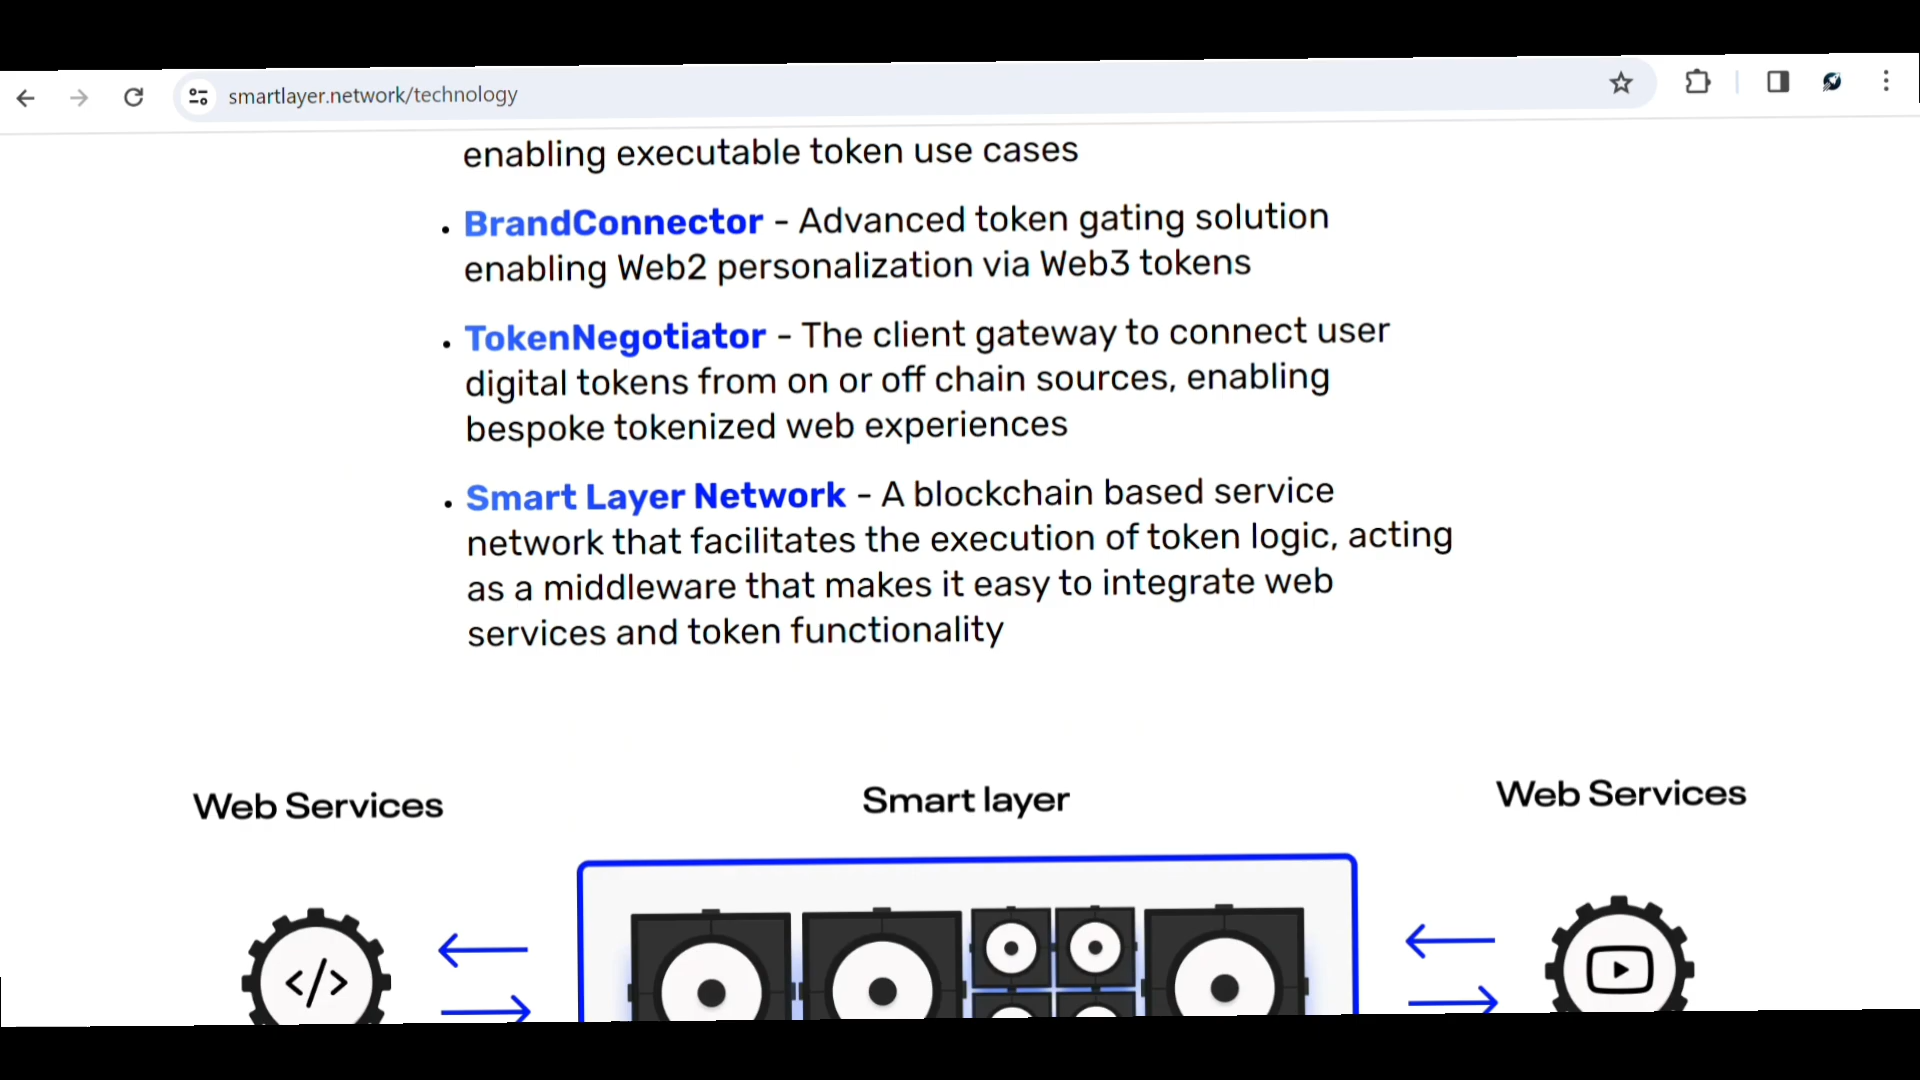 smartlayer.network/technology
enabling executable token use cases
• BrandConnector - Advanced token gating solution
enabling Web2 personalization via Web3 tokens
• TokenNegotiator - The client gateway to connect user
digital tokens from on or off chain sources, enabling
bespoke tokenized web experiences
• Smart Layer Network - A blockchain based service
network that facilitates the execution of token logic, acting
as a middleware that makes it easy to integrate web
services and token functionality
Web Services
Smart layer
Web Services